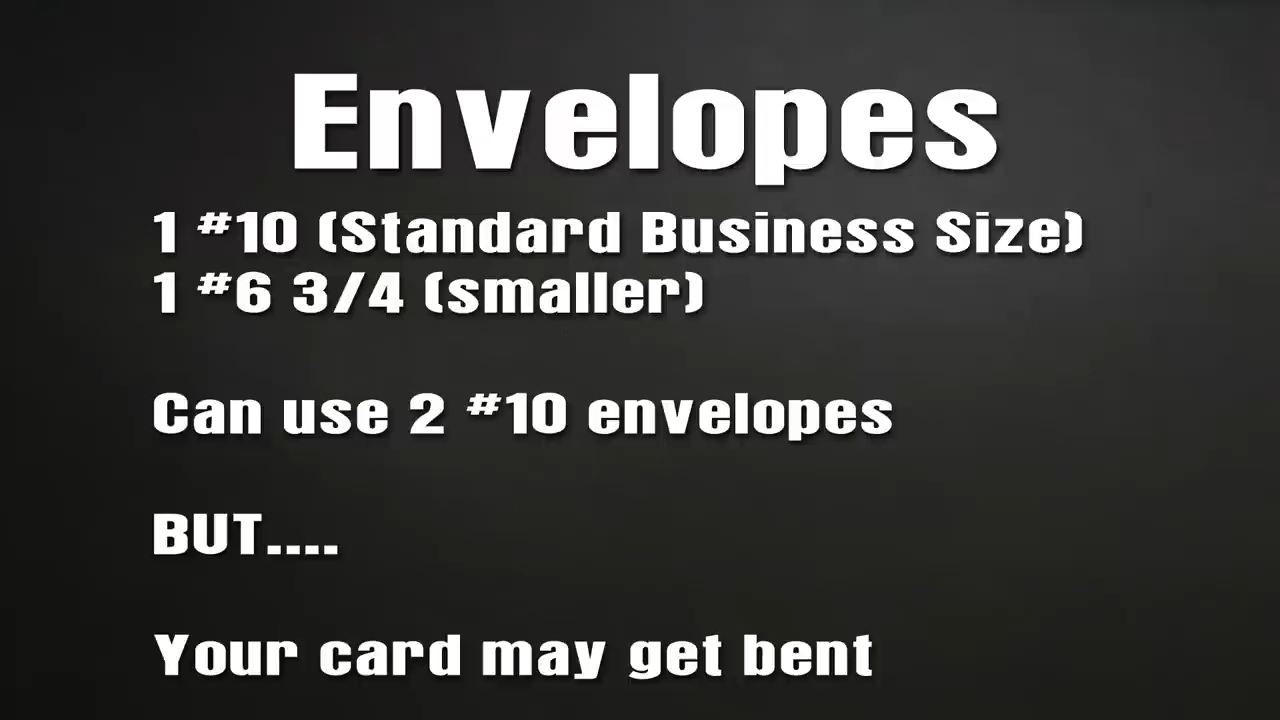 Envelopes
1 #10 (Standard Business Size)
1 #6 3/4 (smaller)
Can use 2 #10 envelopes
BUT....
Your card may get bent